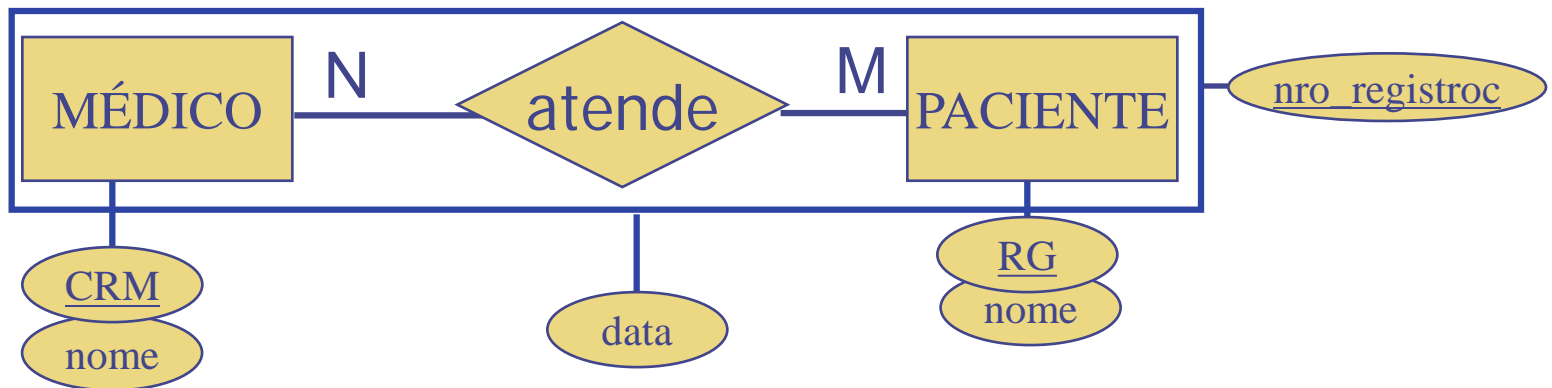 MÉDICO
N
atende
M
PACIENTE
nro_registroc
CRM
nome
data
RG
nome